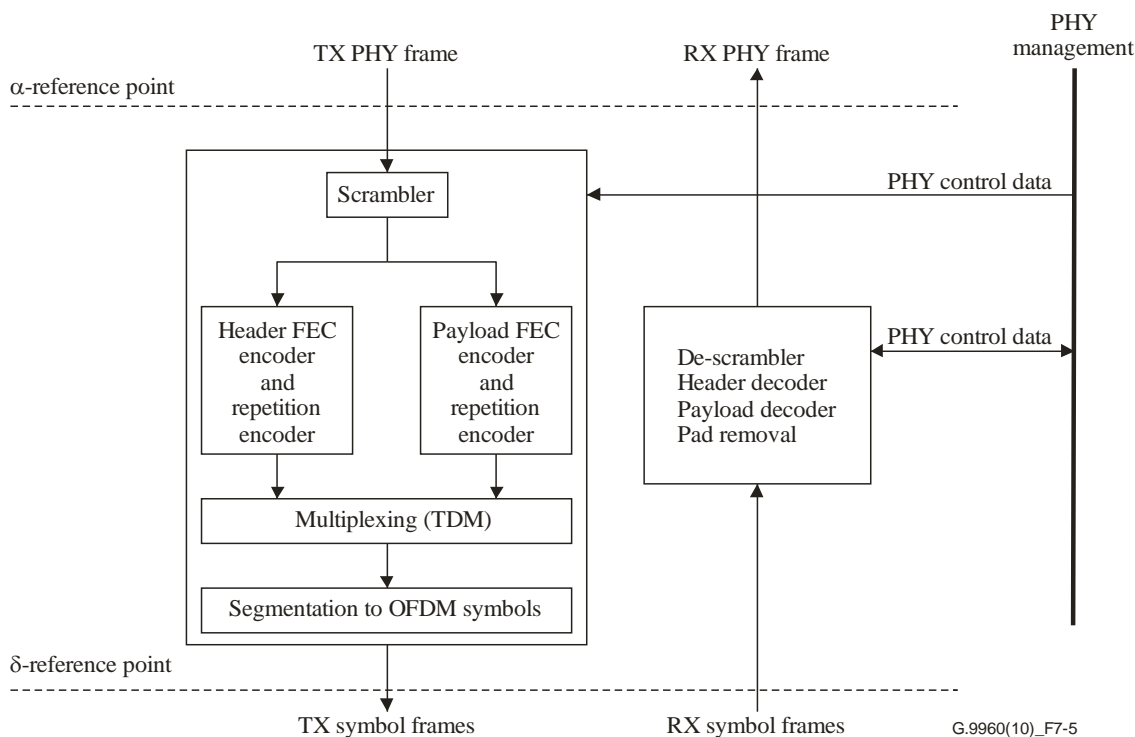 PHY
management
TX PHY frame
RX PHY frame
α-reference point
Scrambler
PHY control data
Header FEC
encoder
and
repetition
encoder
Payload FEC
encoder
and
repetition
encoder
PHY control data
De-scrambler
Header decoder
Payload decoder
Pad removal
Multiplexing (TDM)
Segmentation to OFDM symbols
δ-reference point
TX symbol frames
RX symbol frames
G.9960(10)_F7-5